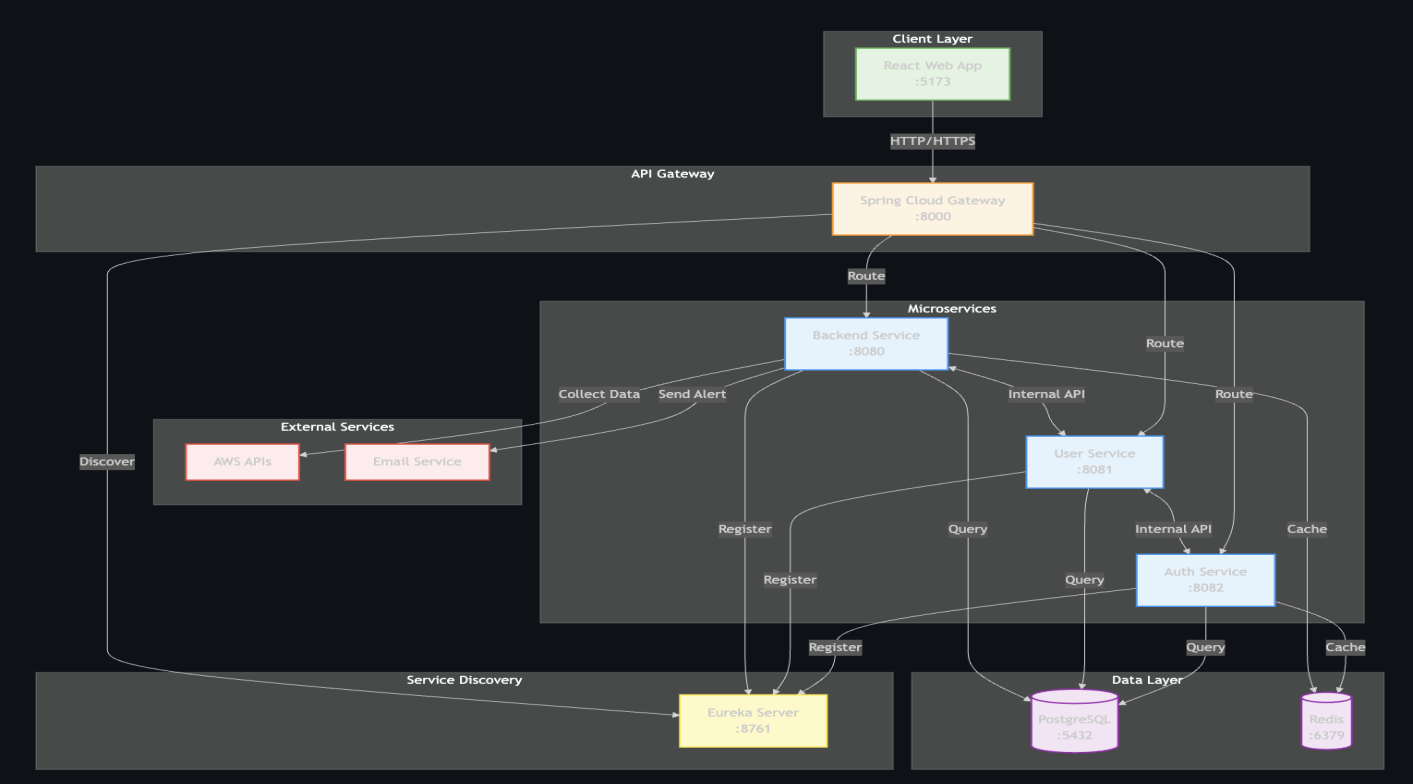 Client Layer
React Web App
:5173
HTTP/HTTPS
API Gateway
Spring Cloud Gateway
:8000
Route
Microservices
Backend Service
:8080
Route
Collect Data
Send Alert
Internal API
Route
External Services
AWS APIs
Email Service
User Service
:8081
Discover
Register
Query
Internal API
Cache
Register
Query
Auth Service
:8082
Register
Query
Cache
Service Discovery
Data Layer
Eureka Server
:8761
PostgreSQL
:5432
Redis
:6379